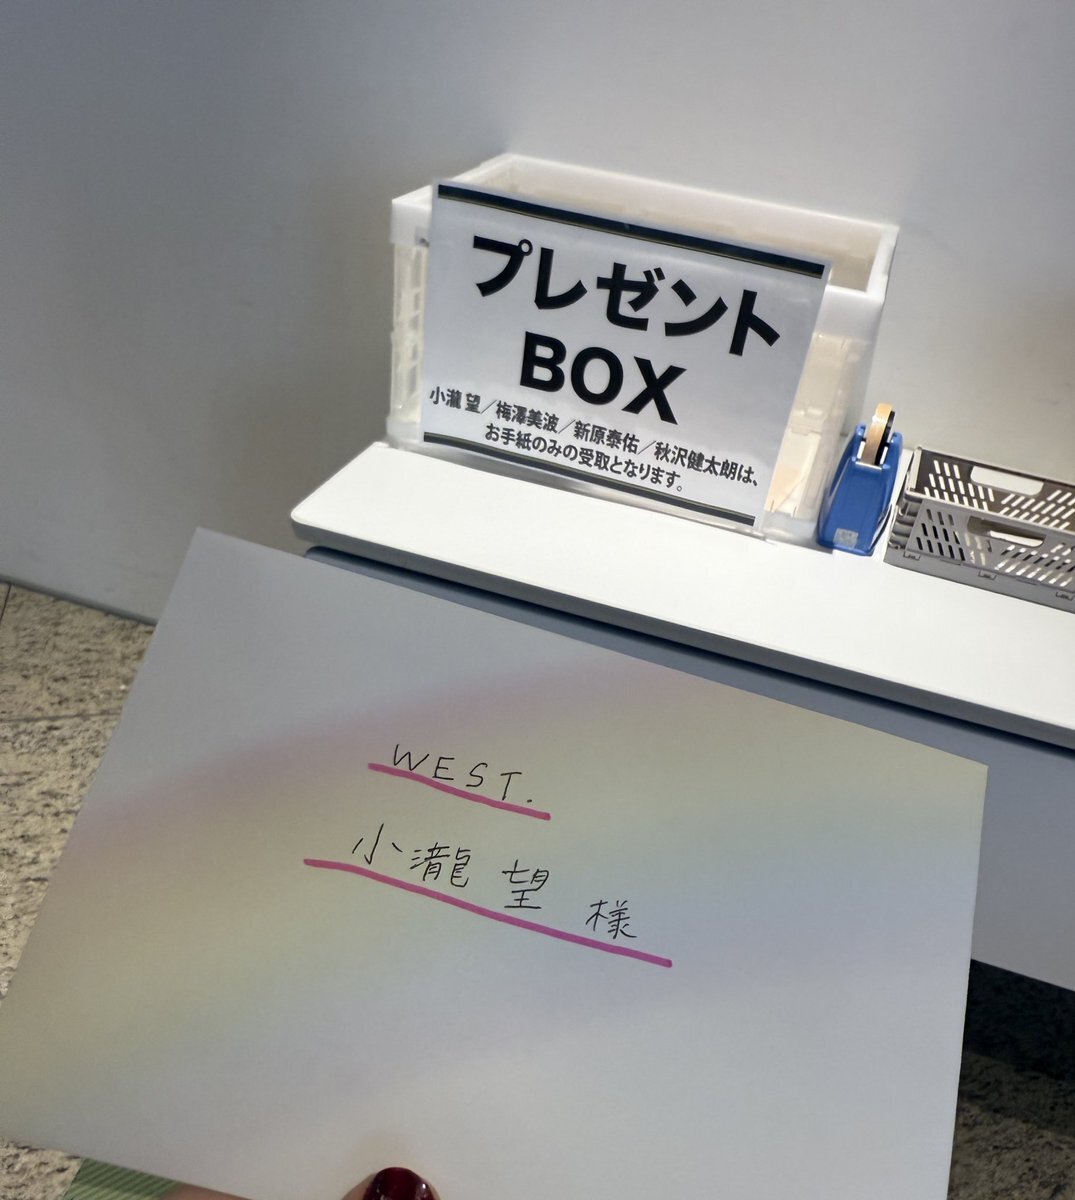 プレゼント
BOX
小瀧 望／梅澤美波／新原泰佑／秋沢健太朗は、
お手紙のみの受取となります。
WEST.
小瀧 望 様